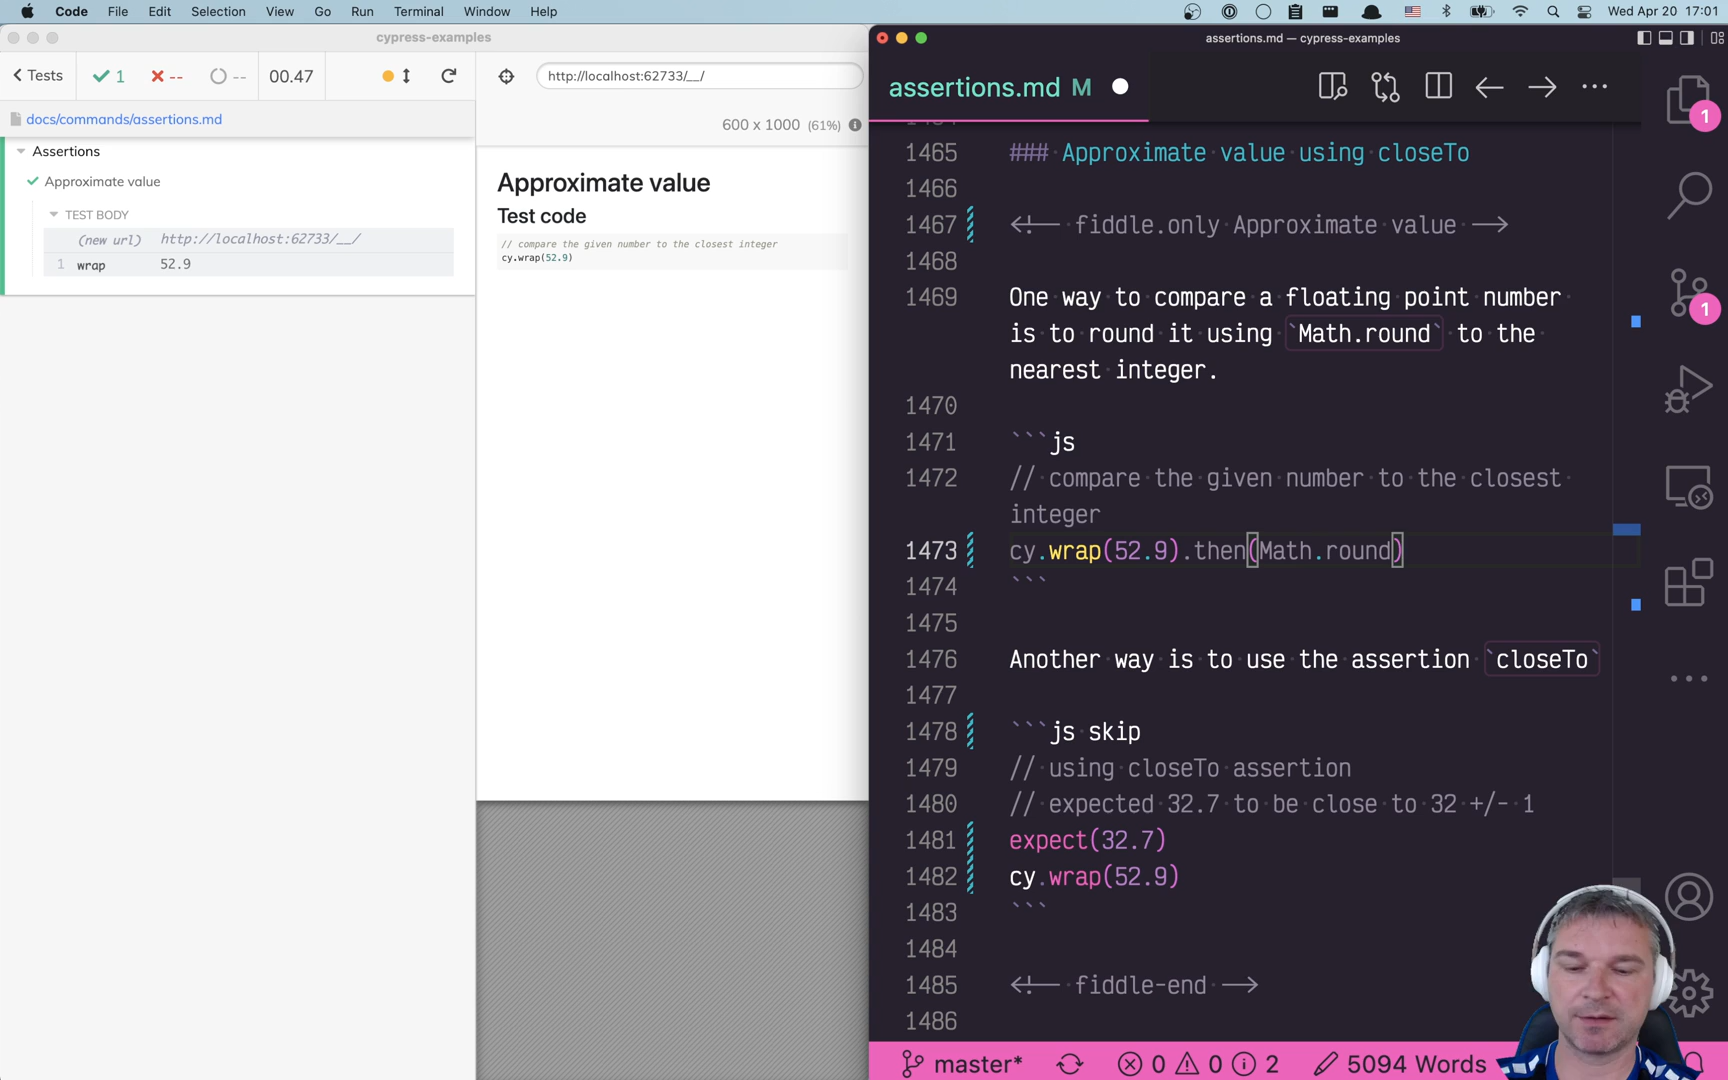 Code File Edit Selection View Go Run Terminal Window Help Wed Apr 20 17:01
cypress-examples
Tests 1 -- -- 00.47
http://localhost:62733/__/
docs/commands/assertions.md
600 x 1000 (61%)
Assertions
Approximate value
TEST BODY
(new url) http://localhost:62733/__/
1 wrap 52.9
Approximate value
Test code
// compare the given number to the closest integer
cy.wrap(52.9)
assertions.md — cypress-examples
assertions.md M
1465 ### Approximate value using closeTo
1466
1467 <!-- fiddle.only Approximate value -->
1468
1469 One way to compare a floating point number
is to round it using `Math.round` to the
nearest integer.
1470
1471 ```js
1472 // compare the given number to the closest
integer
1473 cy.wrap(52.9).then(Math.round)
1474 ```
1475
1476 Another way is to use the assertion `closeTo`
1477
1478 ```js skip
1479 // using closeTo assertion
1480 // expected 32.7 to be close to 32 +/- 1
1481 expect(32.7)
1482 cy.wrap(52.9)
1483 ```
1484
1485 <!-- fiddle-end -->
1486
1
1
master* 0 0 2 5094 Words